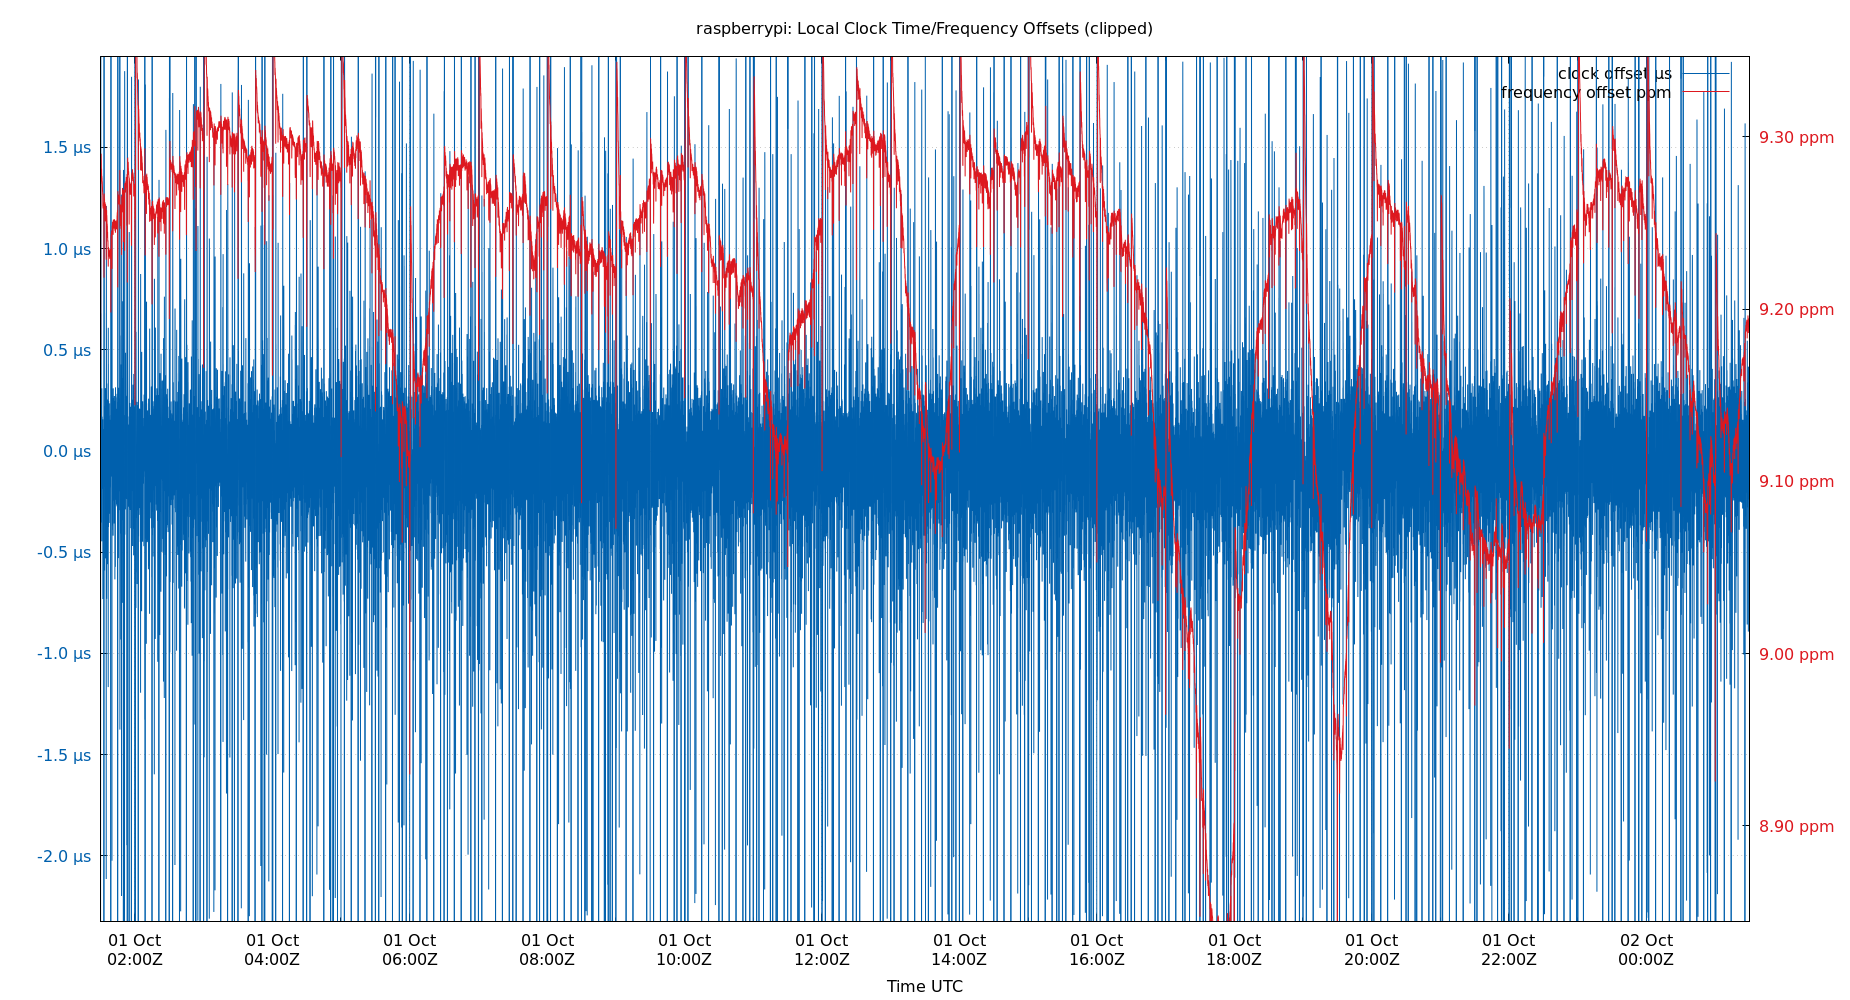 raspberrypi: Local Clock Time/Frequency Offsets (clipped)
clock offset µs
frequency offset ppm
1.5 µs
1.0 µs
0.5 µs
0.0 µs
-0.5 µs
-1.0 µs
-1.5 µs
-2.0 µs
9.30 ppm
9.20 ppm
9.10 ppm
9.00 ppm
8.90 ppm
01 Oct 01 Oct 01 Oct 01 Oct 01 Oct 01 Oct 01 Oct 01 Oct 01 Oct 01 Oct 01 Oct 02 Oct
02:00Z 04:00Z 06:00Z 08:00Z 10:00Z 12:00Z 14:00Z 16:00Z 18:00Z 20:00Z 22:00Z 00:00Z
Time UTC